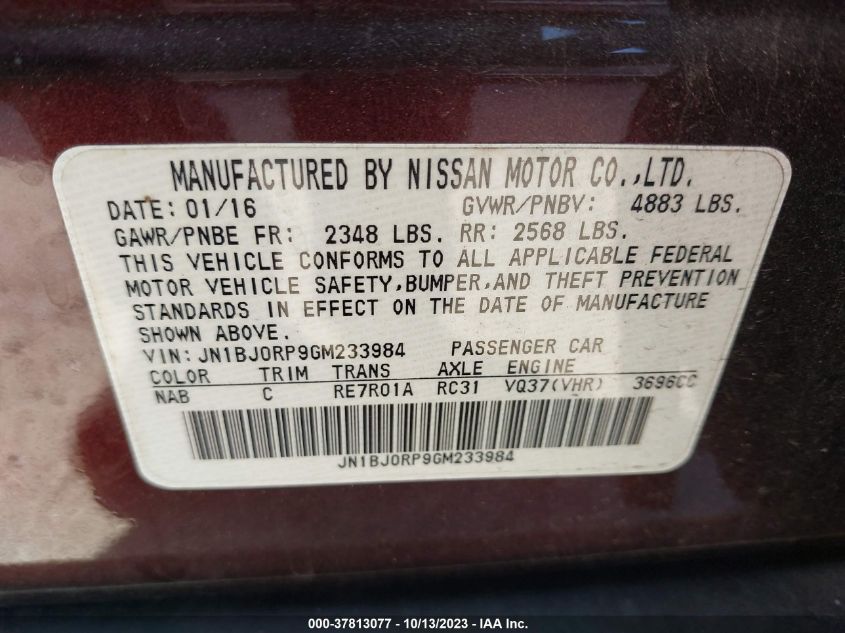 MANUFACTURED BY NISSAN MOTOR CO.,LTD.
DATE: 01/16 GVWR/PNBV: 4883 LBS.
GAWR/PNBE FR: 2348 LBS. RR: 2568 LBS.
THIS VEHICLE CONFORMS TO ALL APPLICABLE FEDERAL
MOTOR VEHICLE SAFETY,BUMPER,AND THEFT PREVENTION
STANDARDS IN EFFECT ON THE DATE OF MANUFACTURE
SHOWN ABOVE.
VIN: JN1BJ0RP9GM233984 PASSENGER CAR
COLOR TRIM TRANS AXLE ENGINE
NAB C RE7R01A RC31 VQ37(VHR) 3696CC
JN1BJ0RP9GM233984
000-37813077 - 10/13/2023 - IAA Inc.